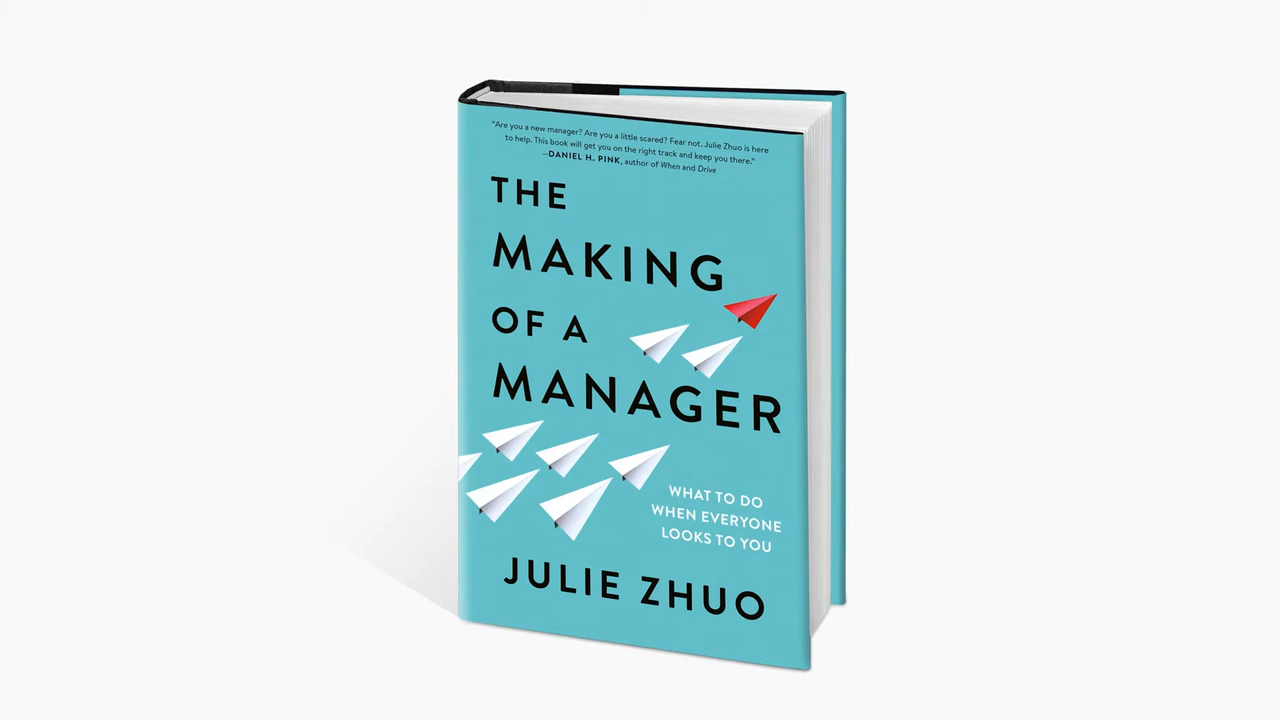 "Are you a new manager? Are you a little scared? Fear not. Julie Zhuo is here
to help. This book will get you on the right track and keep you there."
—DANIEL H. PINK, author of When and Drive
THE
MAKING
OF A
MANAGER
WHAT TO DO
WHEN EVERYONE
LOOKS TO YOU
JULIE ZHUO